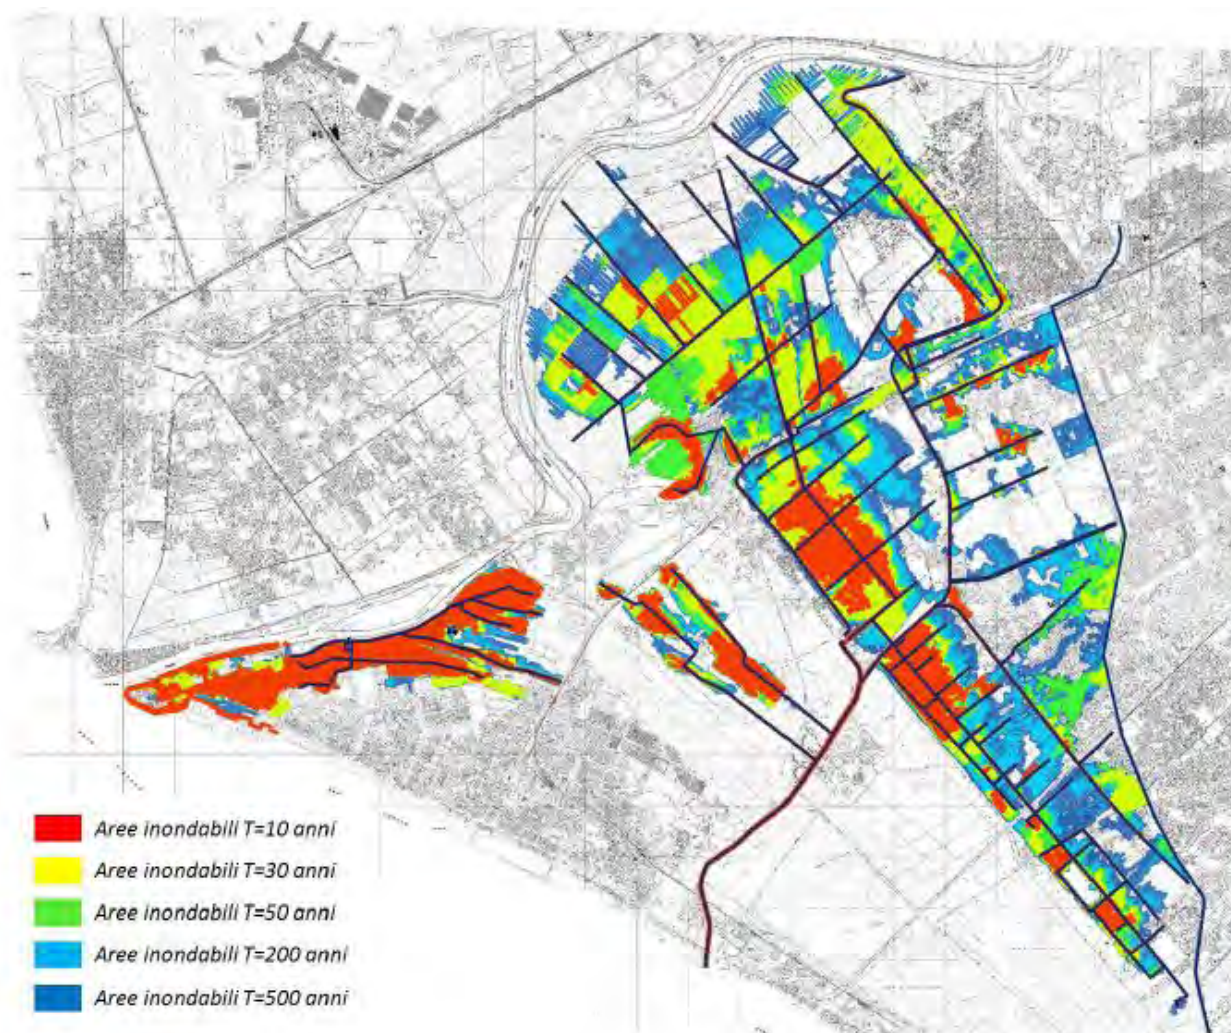 Aree inondabili T=10 anni
Aree inondabili T=30 anni
Aree inondabili T=50 anni
Aree inondabili T=200 anni
Aree inondabili T=500 anni